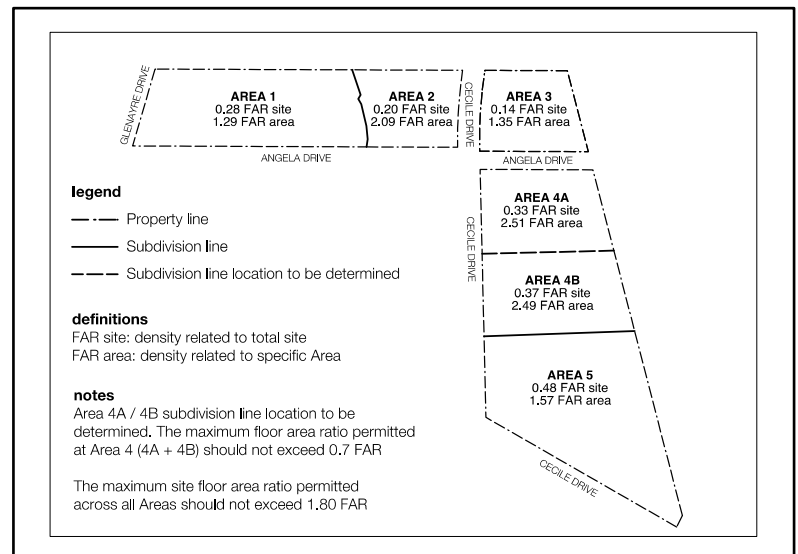 GLENAYRE DRIVE
AREA 1
0.28 FAR site
1.29 FAR area
AREA 2
0.20 FAR site
2.09 FAR area
CECILE DRIVE
AREA 3
0.14 FAR site
1.35 FAR area
ANGELA DRIVE
ANGELA DRIVE
legend
Property line
Subdivision line
Subdivision line location to be determined
CECILE DRIVE
AREA 4A
0.33 FAR site
2.51 FAR area
AREA 4B
0.37 FAR site
2.49 FAR area
definitions
FAR site: density related to total site
FAR area: density related to specific Area
AREA 5
0.48 FAR site
1.57 FAR area
notes
Area 4A / 4B subdivision line location to be
determined. The maximum floor area ratio permitted
at Area 4 (4A + 4B) should not exceed 0.7 FAR
The maximum site floor area ratio permitted
across all Areas should not exceed 1.80 FAR
CECILE DRIVE